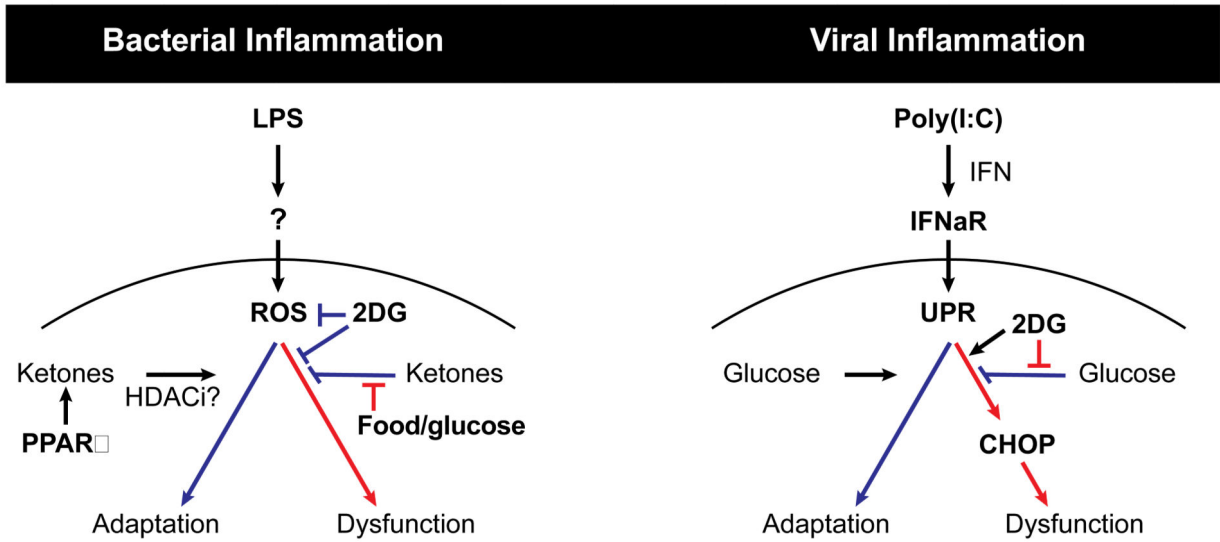 Bacterial Inflammation
LPS
?
ROS
2DG
Ketones
HDACi?
PPAR□
Ketones
Food/glucose
Adaptation
Dysfunction
Viral Inflammation
Poly(I:C)
IFN
IFNaR
UPR
2DG
Glucose
Glucose
CHOP
Adaptation
Dysfunction